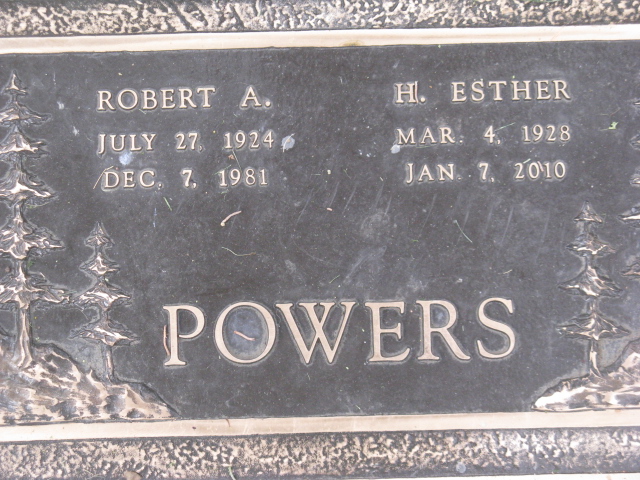 ROBERT A.
JULY 27, 1924
DEC. 7, 1981
H. ESTHER
MAR. 4, 1928
JAN 7, 2010
POWERS